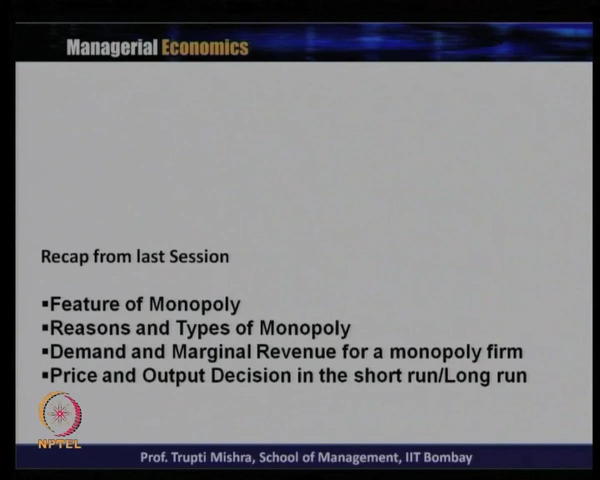 Managerial Economics
Recap from last Session
▪Feature of Monopoly
▪Reasons and Types of Monopoly
▪Demand and Marginal Revenue for a monopoly firm
▪Price and Output Decision in the short run/Long run
NPTEL
Prof. Trupti Mishra, School of Management, IIT Bombay